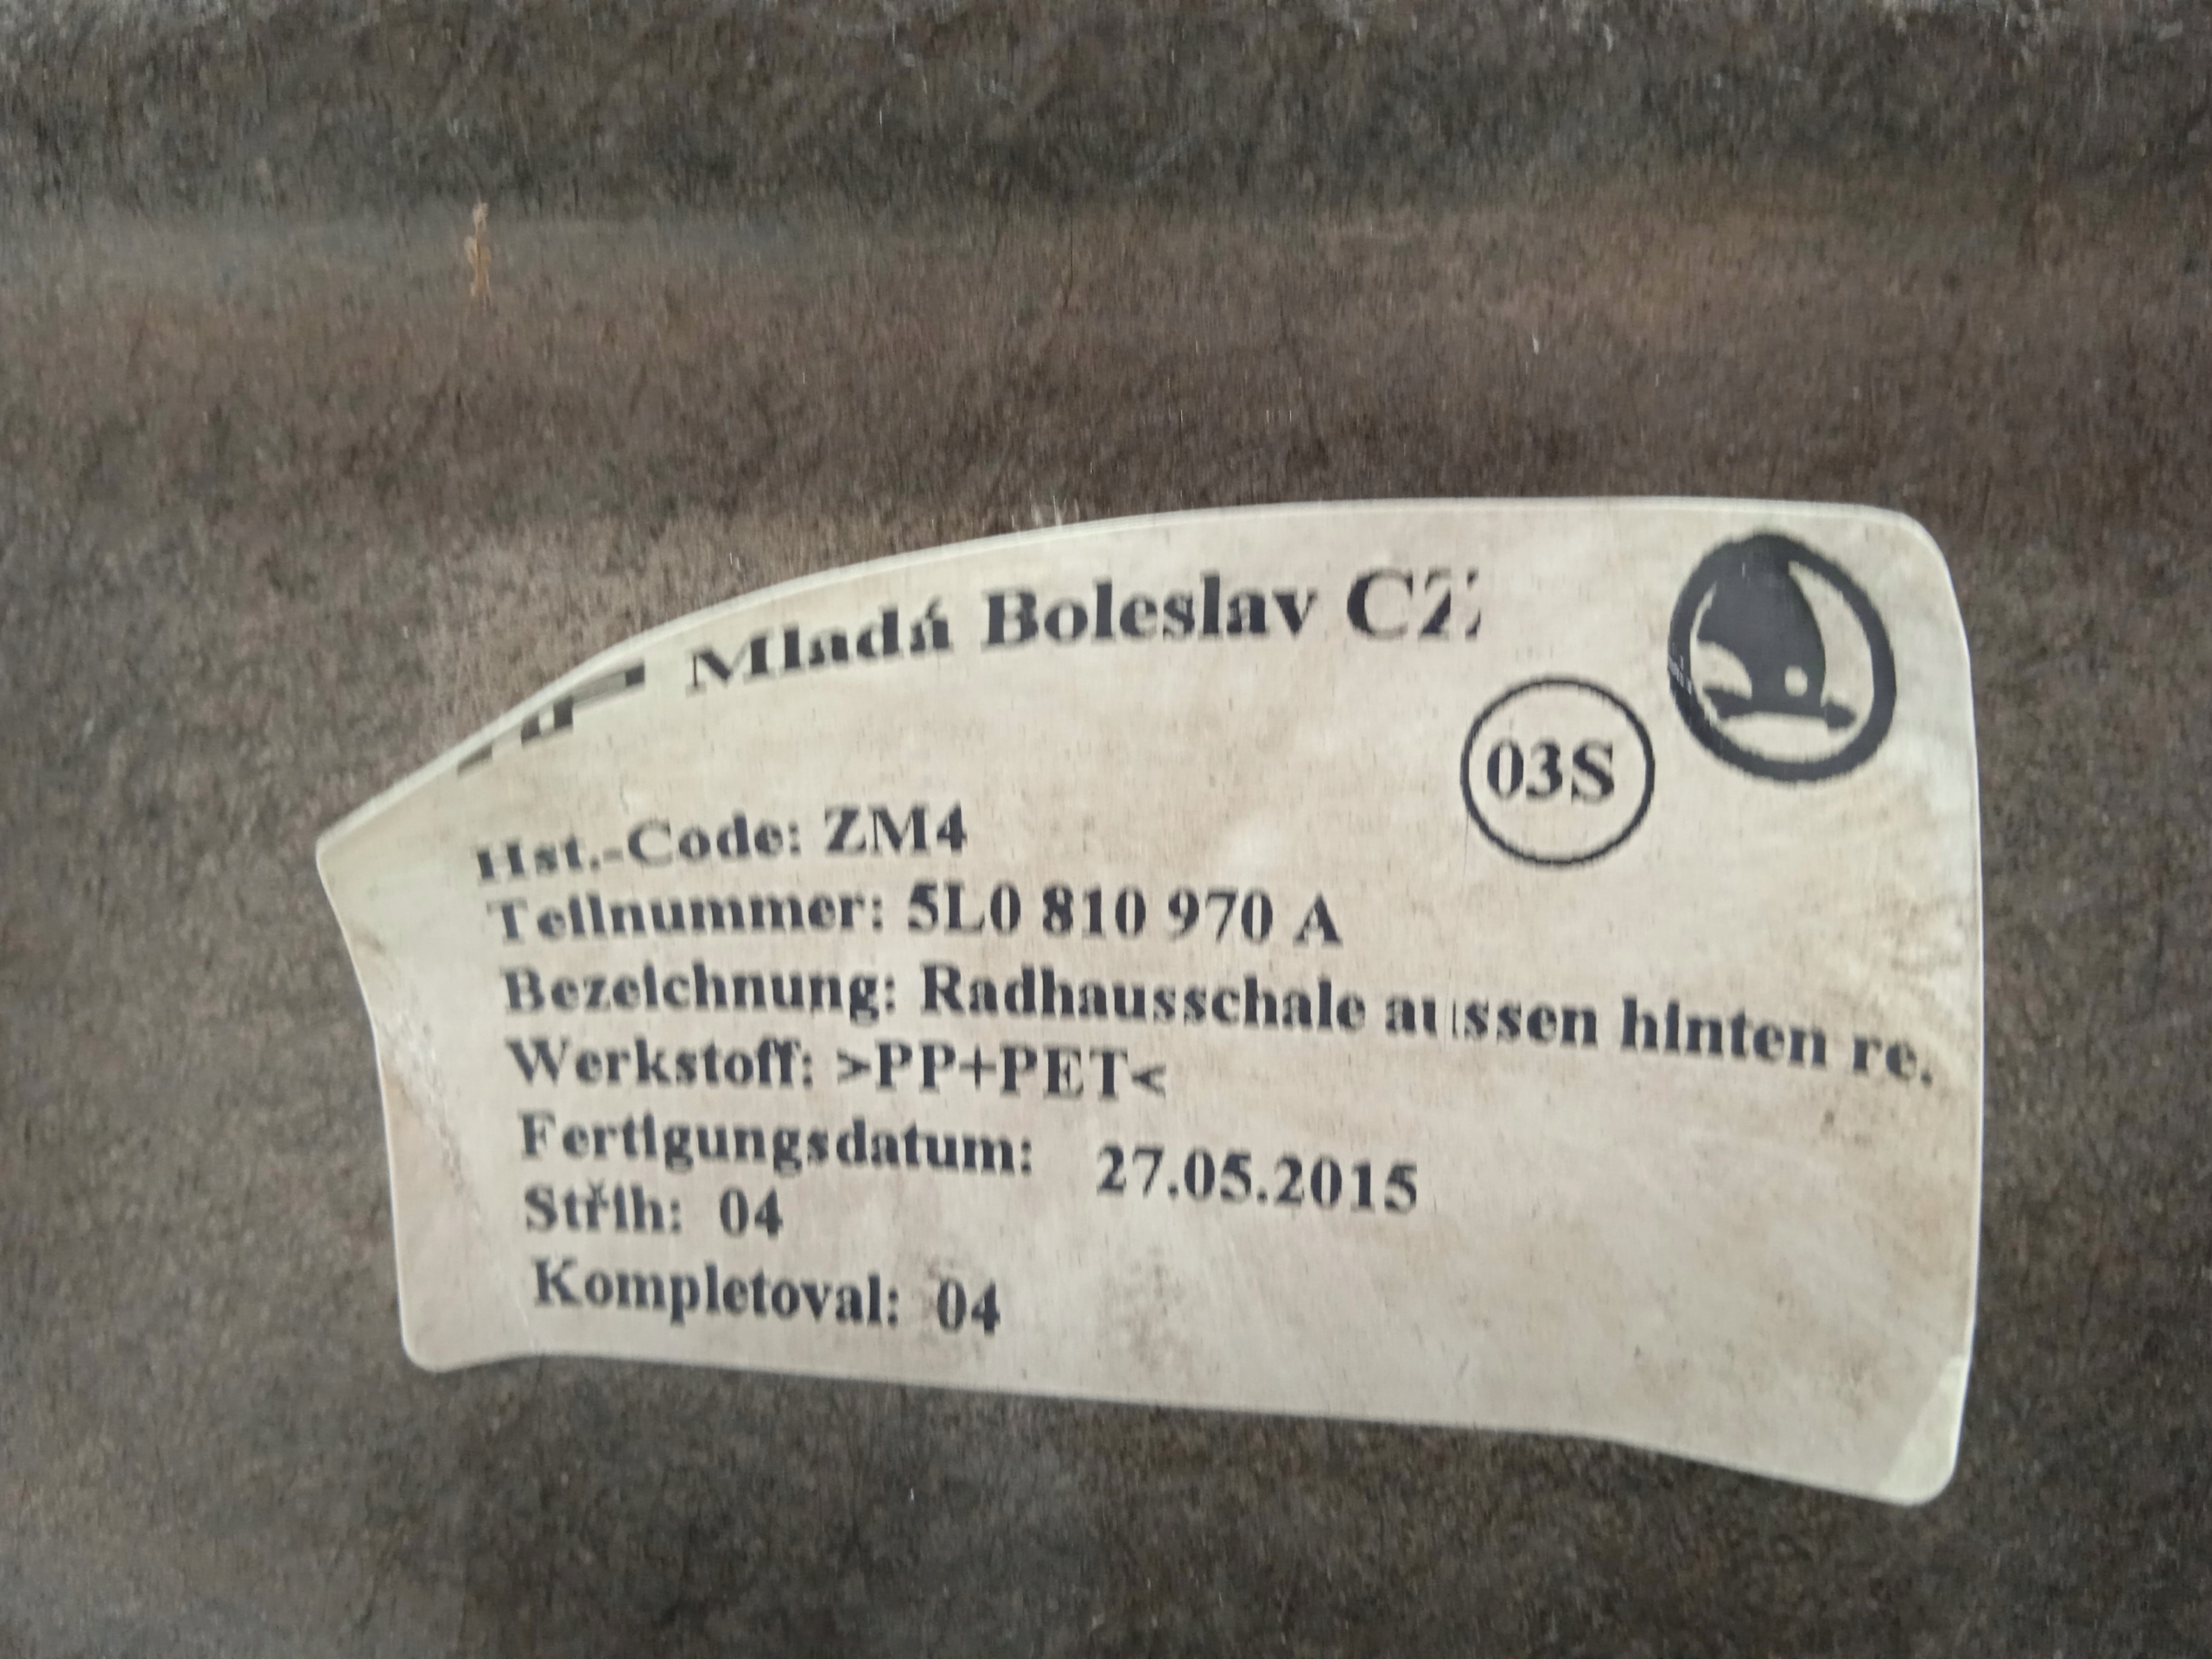 Mladá Boleslav CZ
03S
Hst.-Code: ZM4
Teilnummer: 5L0 810 970 A
Bezeichnung: Radhausschale aussen hinten re.
Werkstoff: >PP+PET<
Fertigungsdatum: 27.05.2015
Střih: 04
Kompletoval: 04